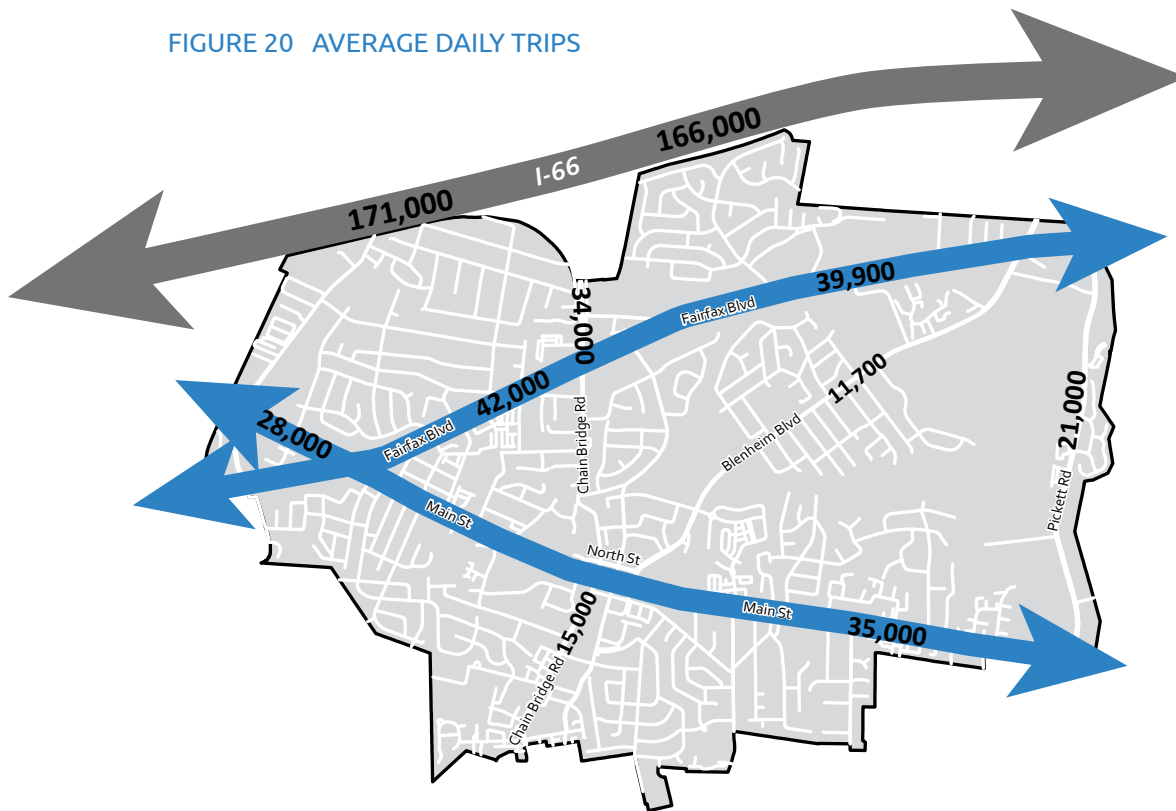 FIGURE 20 AVERAGE DAILY TRIPS
166,000
I-66
171,000
39,900
34,000
Fairfax Blvd
11,700
42,000
21,000
28,000
Chain Bridge Rd
Fairfax Blvd
Blenheim Blvd
Pickett Rd
Main St
North St
Main St
35,000
15,000
Chain Bridge Rd